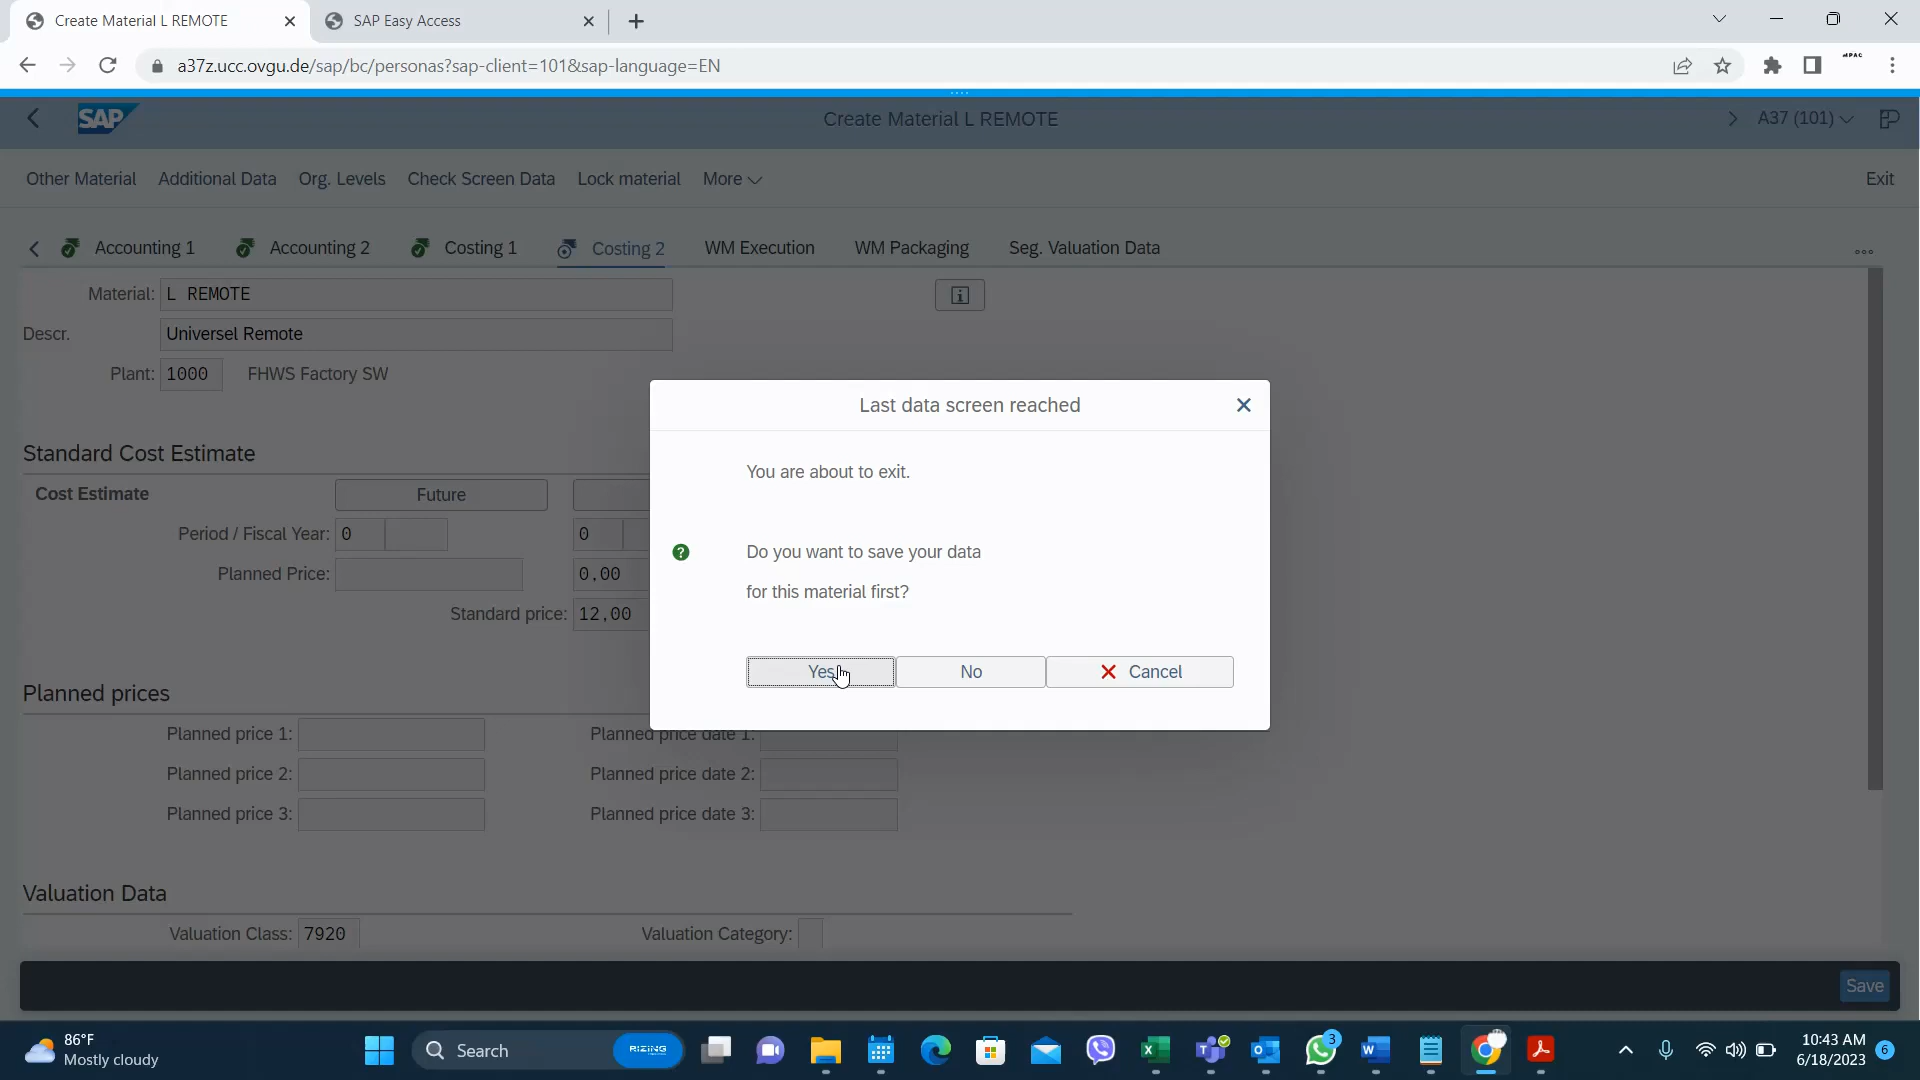 Create Material L REMOTE
SAP Easy Access
a37z.ucc.ovgu.de/sap/bc/personas?sap-client=101&sap-language=EN
SAP
Create Material L REMOTE
A37 (101)
Other Material Additional Data Org. Levels Check Screen Data Lock material More Exit
Accounting 1 Accounting 2 Costing 1 Costing 2 WM Execution WM Packaging Seg. Valuation Data
Material: L REMOTE
Descr. Universel Remote
Plant: 1000 FHWS Factory SW
Last data screen reached
You are about to exit.
Do you want to save your data
for this material first?
Yes No Cancel
Standard Cost Estimate
Cost Estimate Future
Period / Fiscal Year: 0 0
Planned Price: 0,00
Standard price: 12,00
Planned prices
Planned price 1: Planned price date 1:
Planned price 2: Planned price date 2:
Planned price 3: Planned price date 3:
Valuation Data
Valuation Class: 7920 Valuation Category:
Save
86°F
Mostly cloudy
Search
RIZING
3
10:43 AM
6/18/2023
6